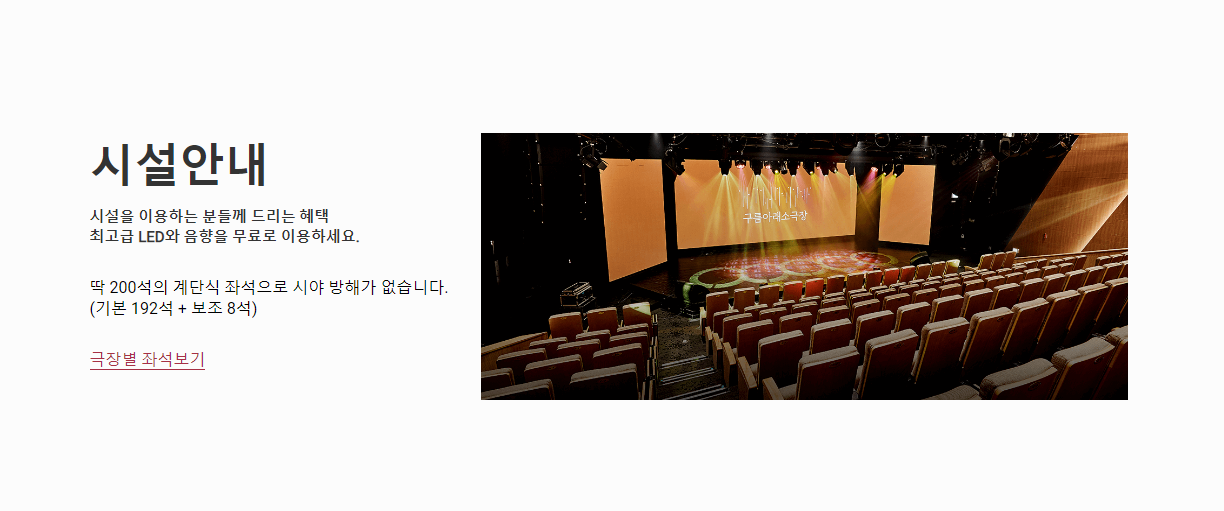 시설안내
시설을 이용하는 분들께 드리는 혜택
최고급 LED와 음향을 무료로 이용하세요.
딱 200석의 계단식 좌석으로 시야 방해가 없습니다.
(기본 192석 + 보조 8석)
극장별 좌석보기
구름아래소극장